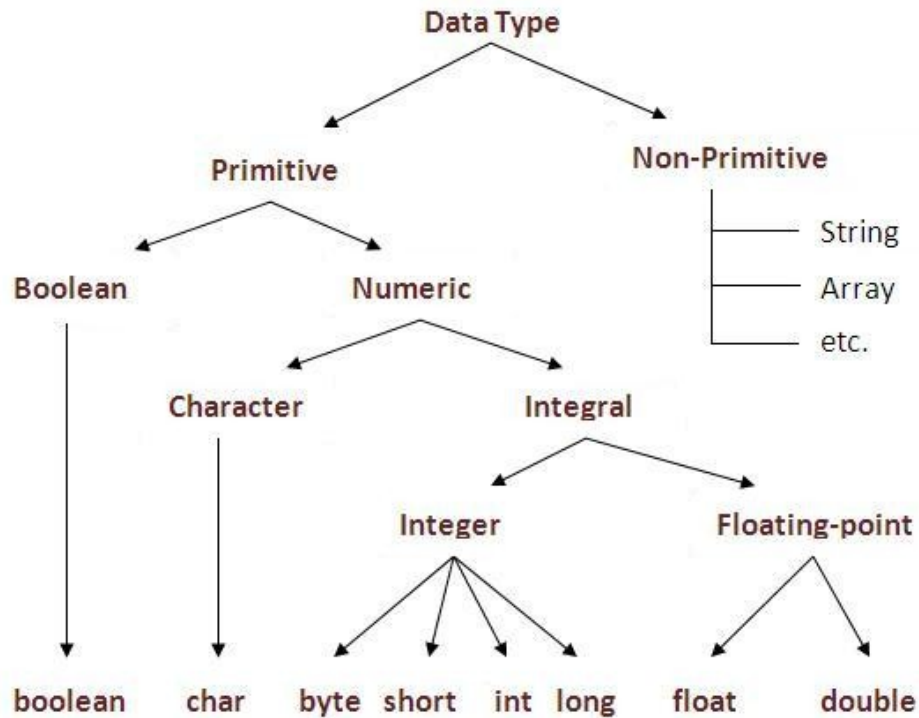 Data Type
Primitive
Non-Primitive
String
Array
etc.
Boolean
Numeric
Character
Integral
Integer
Floating-point
boolean
char
byte
short
int
long
float
double